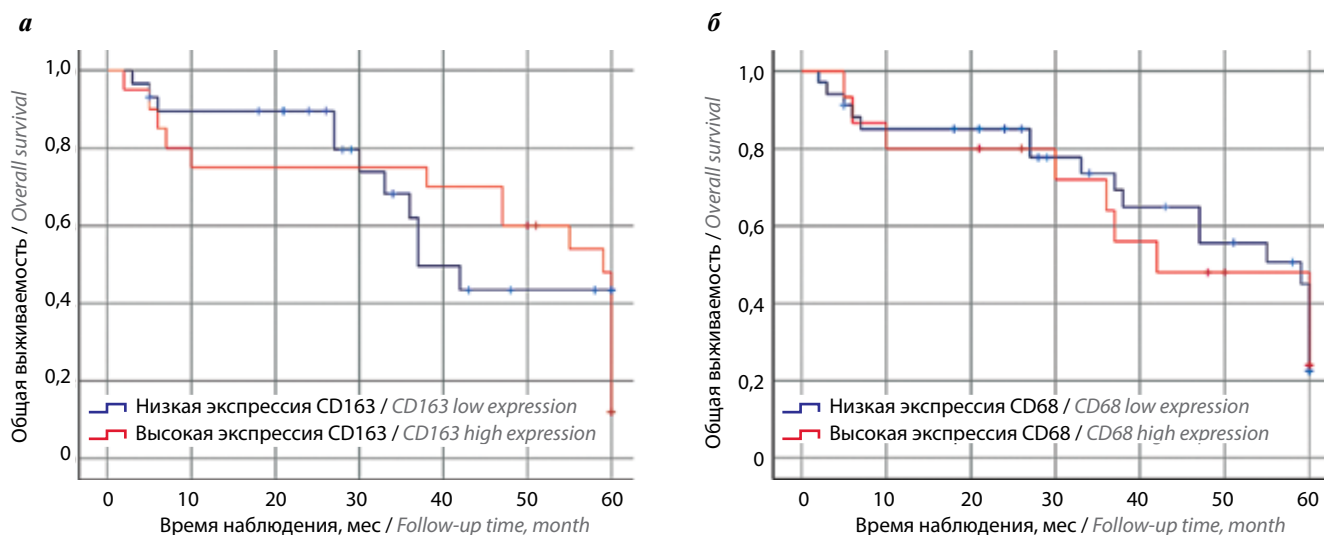 а
1,0
0,8
0,6
0,4
0,2
0
Общая выживаемость / Overall survival
Низкая экспрессия CD163 / CD163 low expression
Высокая экспрессия CD163 / CD163 high expression
0 10 20 30 40 50 60
Время наблюдения, мес / Follow-up time, month
б
1,0
0,8
0,6
0,4
0,2
0
Общая выживаемость / Overall survival
Низкая экспрессия CD68 / CD68 low expression
Высокая экспрессия CD68 / CD68 high expression
0 10 20 30 40 50 60
Время наблюдения, мес / Follow-up time, month